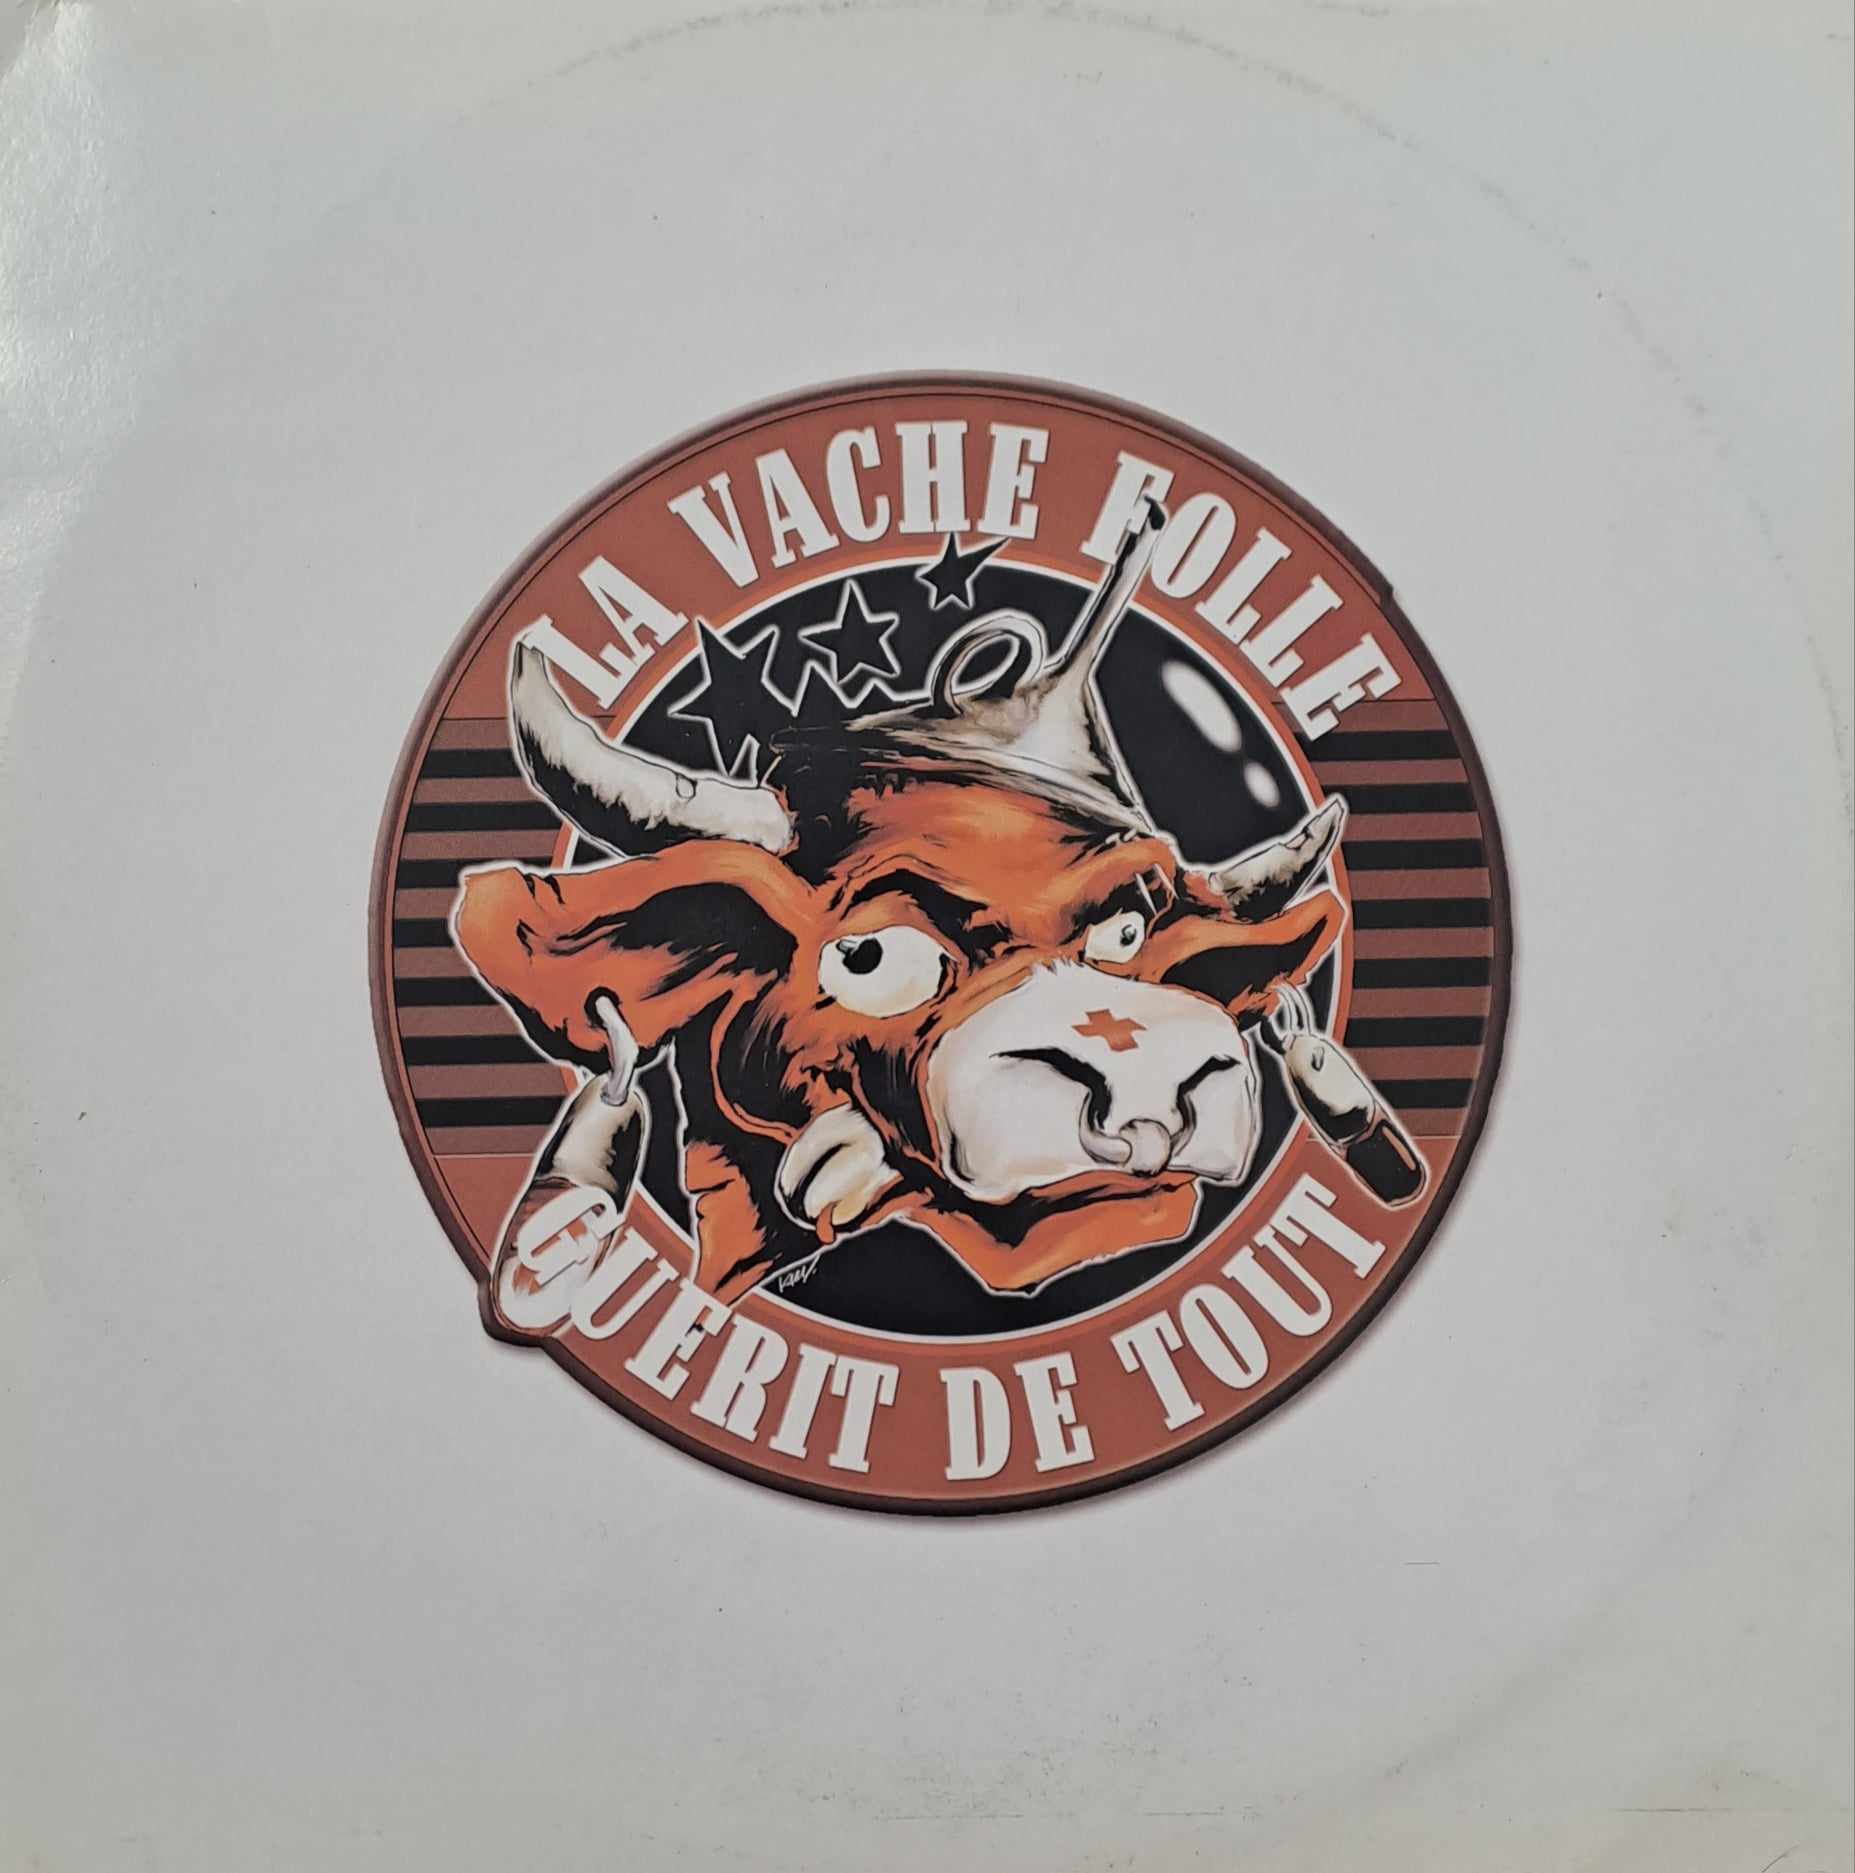 LA VACHE FOLLE
GUERIT DE TOUT